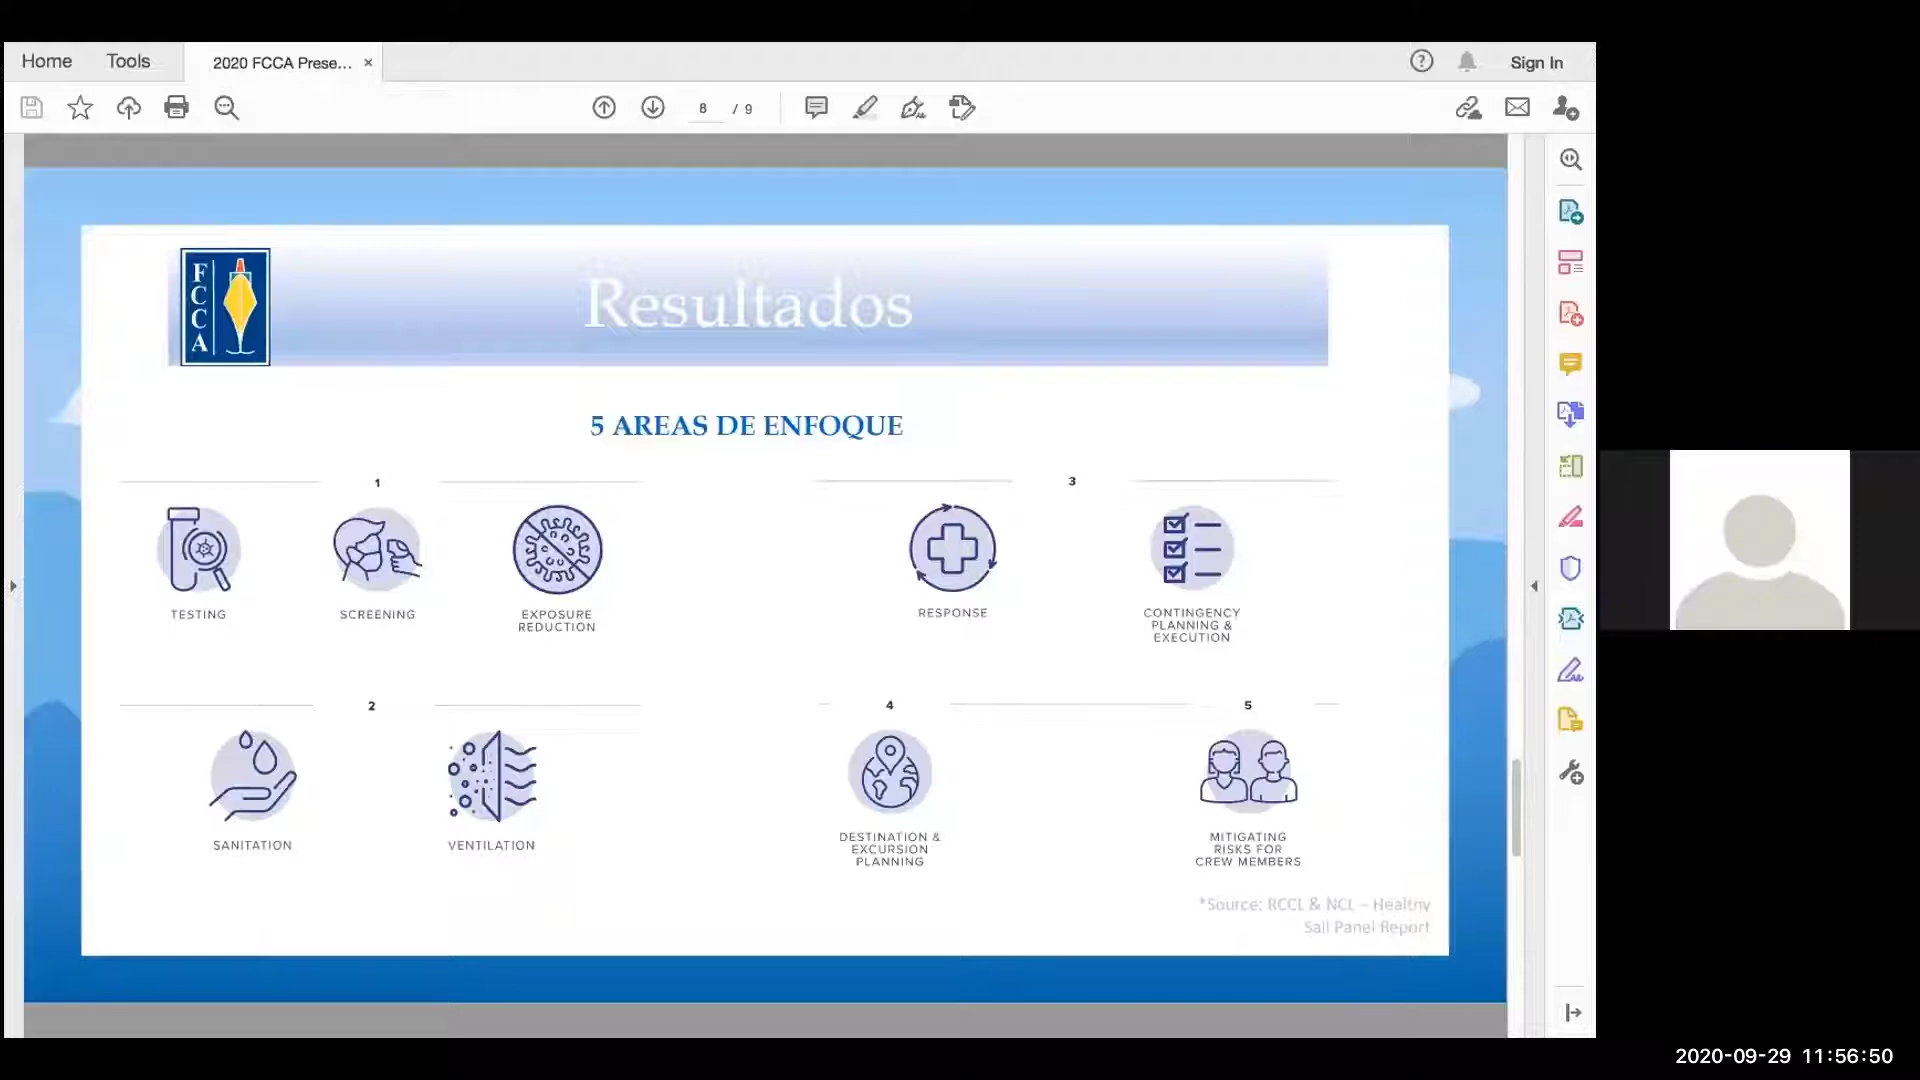 Home
Tools
2020 FCCA Prese...
Sign In
8 / 9
FCCA
Resultados
5 AREAS DE ENFOQUE
1
TESTING
SCREENING
EXPOSURE
REDUCTION
3
RESPONSE
CONTINGENCY
PLANNING &
EXECUTION
2
SANITATION
VENTILATION
4
DESTINATION &
EXCURSION
PLANNING
5
MITIGATING
RISKS FOR
CREW MEMBERS
*Source: RCCL & NCL – Healthy
Sail Panel Report
2020-09-29 11:56:50